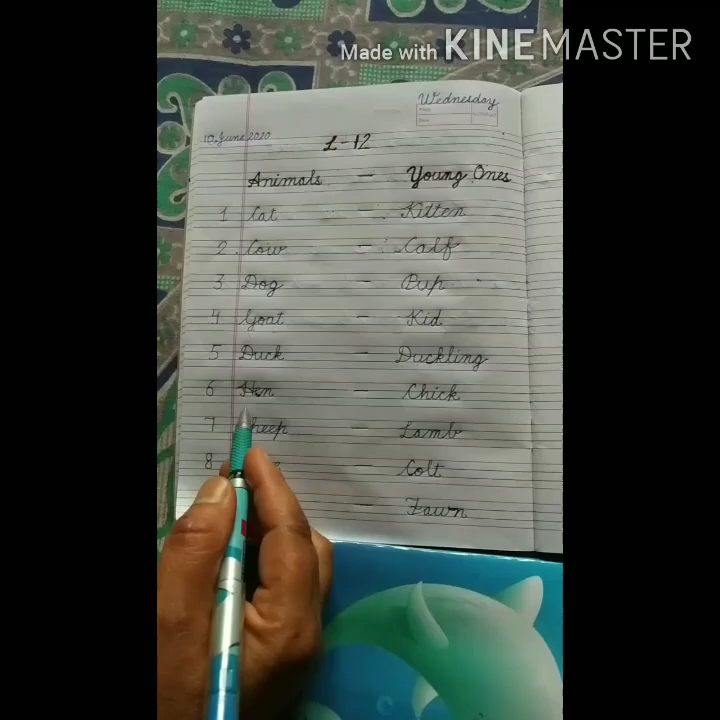 Made with KINEMASTER
Wednesday
10, June 2020
L-12
Animals - Young Ones
1 Cat - Kitten
2 Cow - Calf
3 Dog - Pup
4 Goat - Kid
5 Duck - Duckling
6 Hen - Chick
7 Sheep - Lamb
8 - Colt
- Fawn